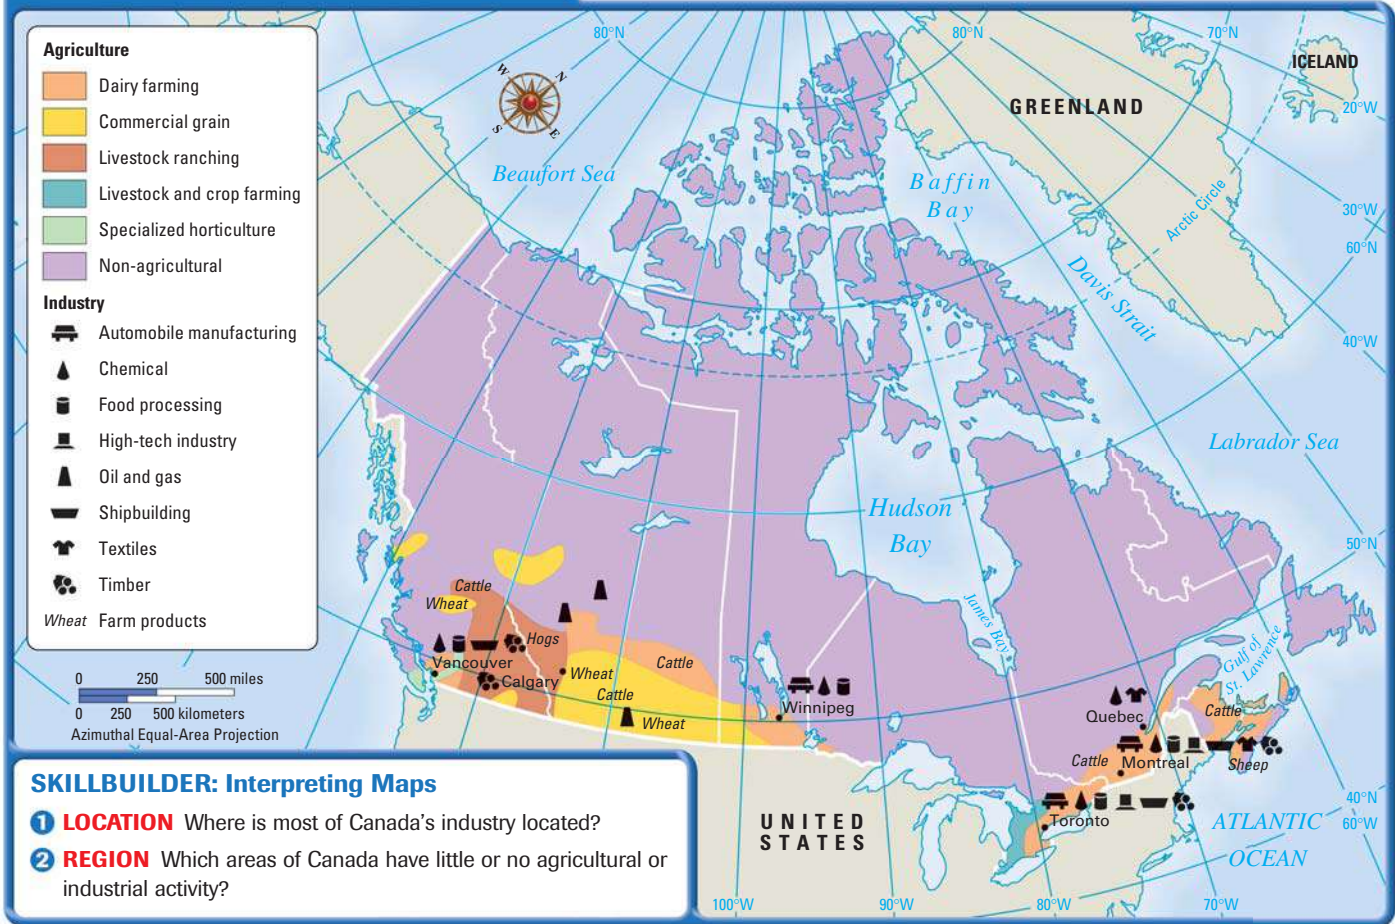 Agriculture
Dairy farming
Commercial grain
Livestock ranching
Livestock and crop farming
Specialized horticulture
Non-agricultural
Industry
Automobile manufacturing
Chemical
Food processing
High-tech industry
Oil and gas
Shipbuilding
Textiles
Timber
Wheat Farm products
0 250 500 miles
0 250 500 kilometers
Azimuthal Equal-Area Projection
80°N
80°N
70°N
W
N
S
E
ICELAND
20°W
GREENLAND
Beaufort Sea
Baffin
Bay
Arctic Circle
30°W
60°N
Davis Strait
40°W
Labrador Sea
Hudson
Bay
50°N
James Bay
Cattle
Wheat
Hogs
Vancouver
Calgary
Wheat
Cattle
Cattle
Wheat
Winnipeg
Gulf of
St. Lawrence
Quebec
Cattle
Cattle
Montreal
Sheep
Toronto
40°N
60°W
ATLANTIC
OCEAN
UNITED
STATES
100°W
90°W
80°W
70°W
SKILLBUILDER: Interpreting Maps
1 LOCATION Where is most of Canada's industry located?
2 REGION Which areas of Canada have little or no agricultural or
industrial activity?